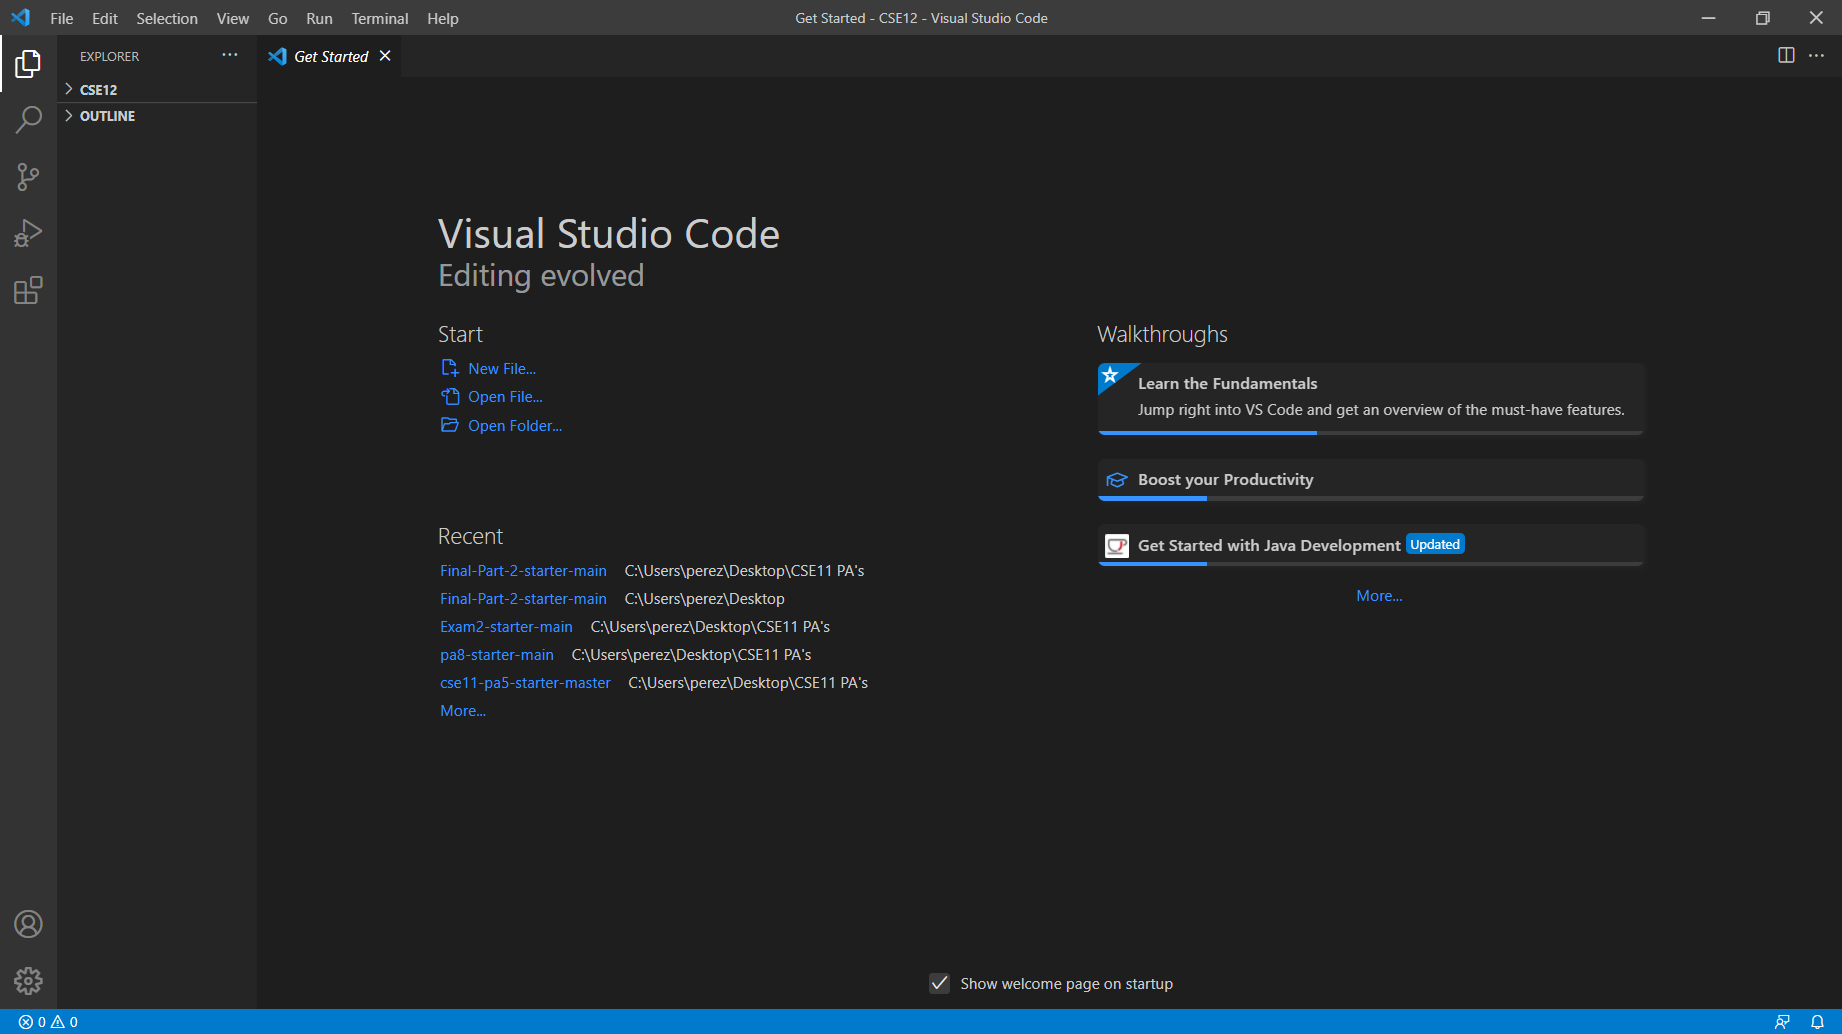 File Edit Selection View Go Run Terminal Help
Get Started - CSE12 - Visual Studio Code
EXPLORER
CSE12
OUTLINE
Get Started
Visual Studio Code
Editing evolved
Start
New File...
Open File...
Open Folder...
Recent
Final-Part-2-starter-main C:\Users\perez\Desktop\CSE11 PA's
Final-Part-2-starter-main C:\Users\perez\Desktop
Exam2-starter-main C:\Users\perez\Desktop\CSE11 PA's
pa8-starter-main C:\Users\perez\Desktop\CSE11 PA's
cse11-pa5-starter-master C:\Users\perez\Desktop\CSE11 PA's
More...
Walkthroughs
Learn the Fundamentals
Jump right into VS Code and get an overview of the must-have features.
Boost your Productivity
Get Started with Java Development Updated
More...
Show welcome page on startup
0 0